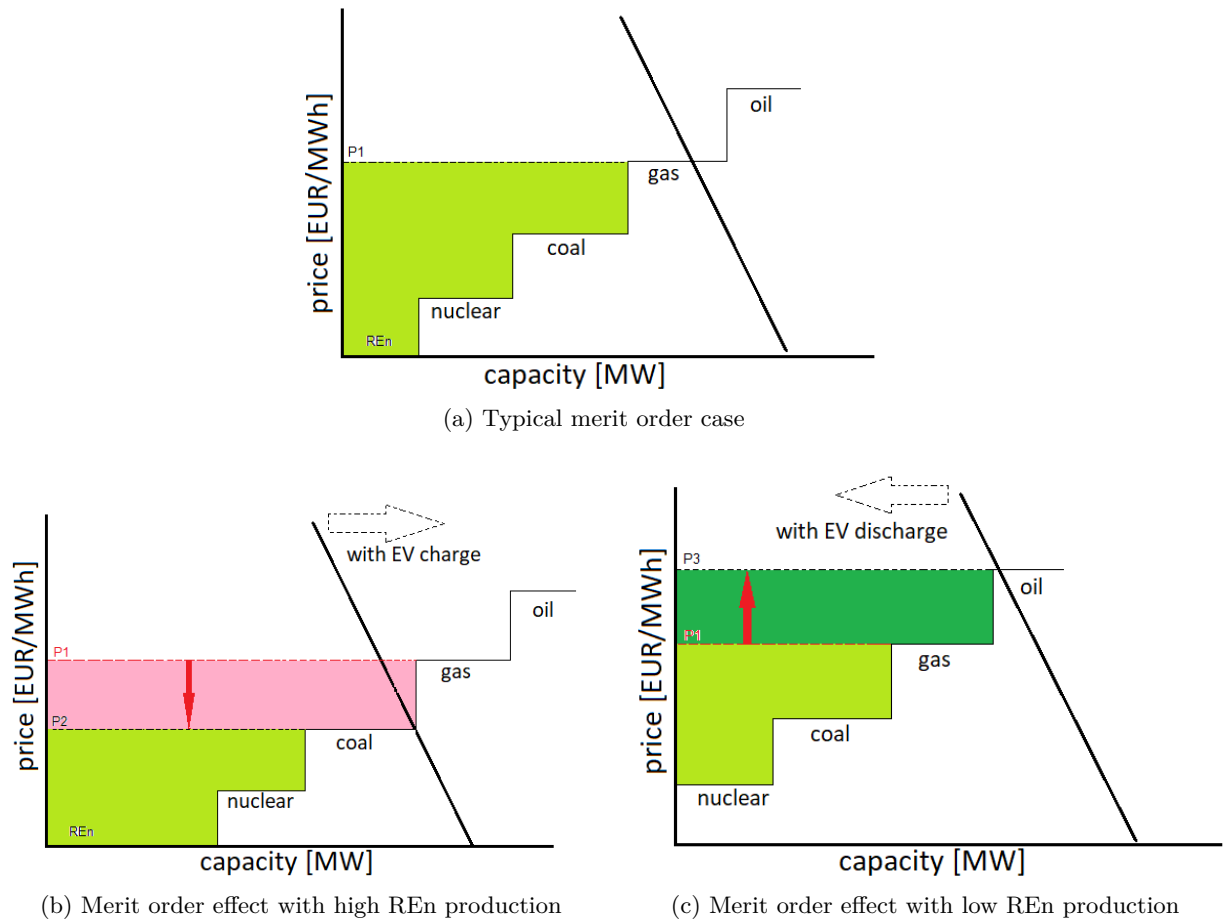 price [EUR/MWh]
P1
oil
gas
coal
nuclear
REn
capacity [MW]
(a) Typical merit order case
price [EUR/MWh]
with EV charge
oil
P1
gas
P2
coal
nuclear
REn
capacity [MW]
(b) Merit order effect with high REn production
price [EUR/MWh]
with EV discharge
P3
oil
P1
gas
coal
nuclear
capacity [MW]
(c) Merit order effect with low REn production